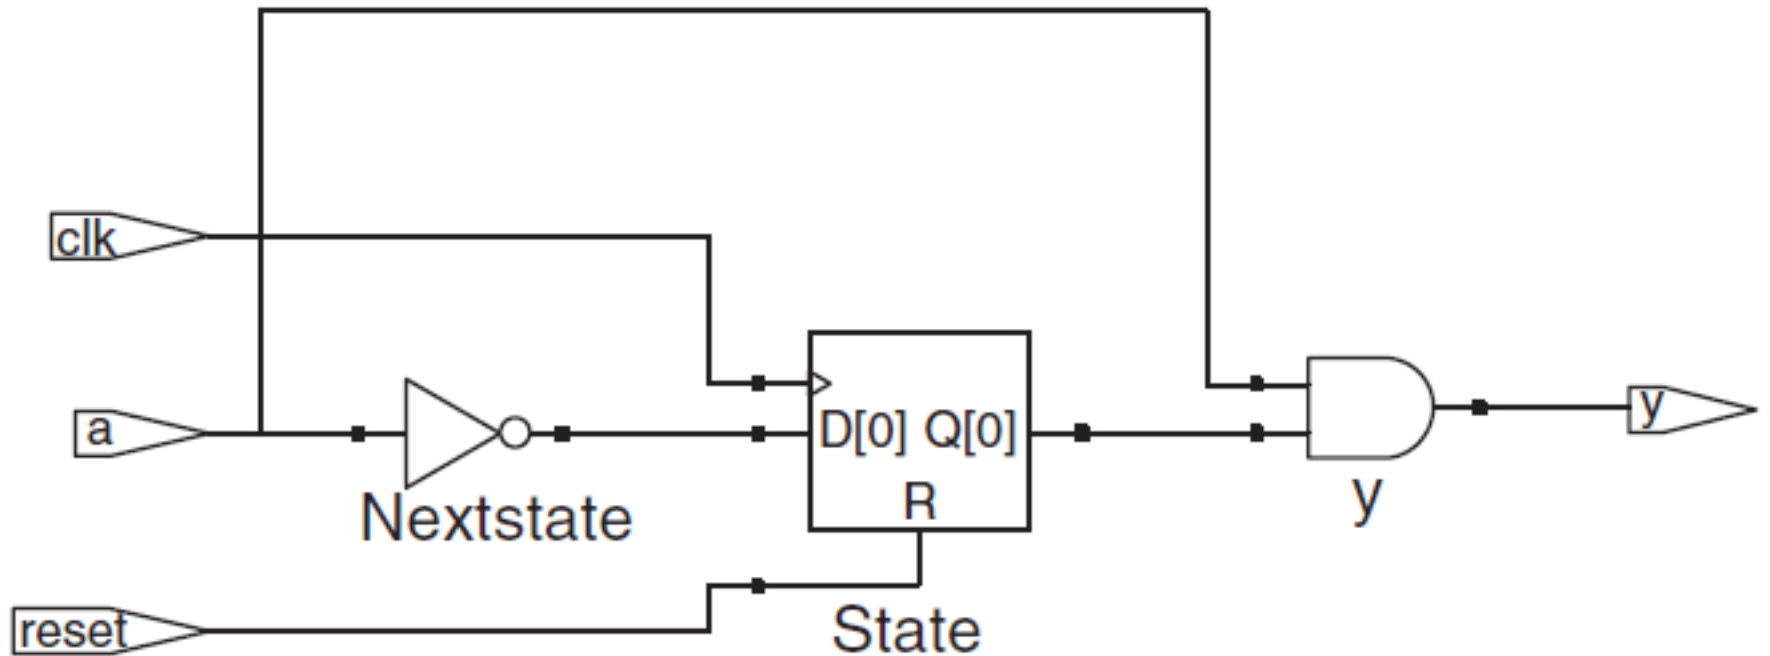 clk
a
D[0] Q[0]
y
R
Nextstate
y
reset
State